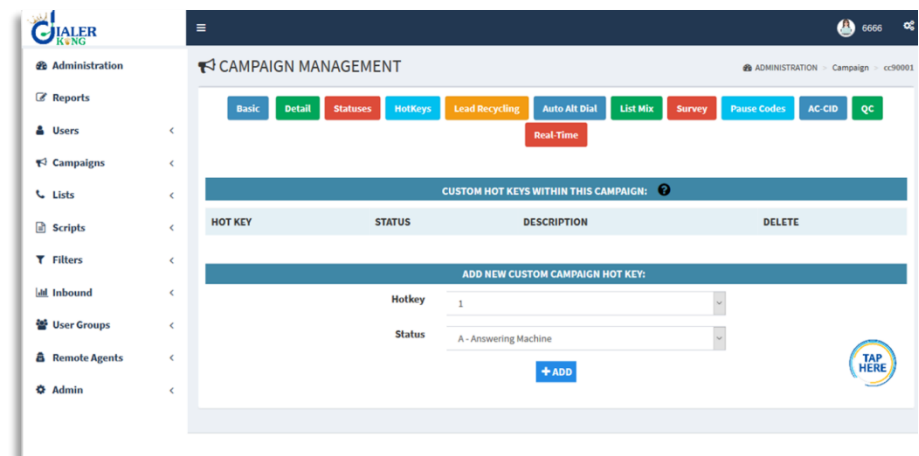 DIALER
KING
6666
Administration
CAMPAIGN MANAGEMENT
ADMINISTRATION > Campaign > cc90001
Reports
Users
Campaigns
Lists
Scripts
Filters
Inbound
User Groups
Remote Agents
Admin
Basic Detail Statuses HotKeys Lead Recycling Auto Alt Dial List Mix Survey Pause Codes AC-CID QC
Real-Time
CUSTOM HOT KEYS WITHIN THIS CAMPAIGN: ?
HOT KEY STATUS DESCRIPTION DELETE
ADD NEW CUSTOM CAMPAIGN HOT KEY:
Hotkey 1
Status A - Answering Machine
+ ADD
TAP
HERE